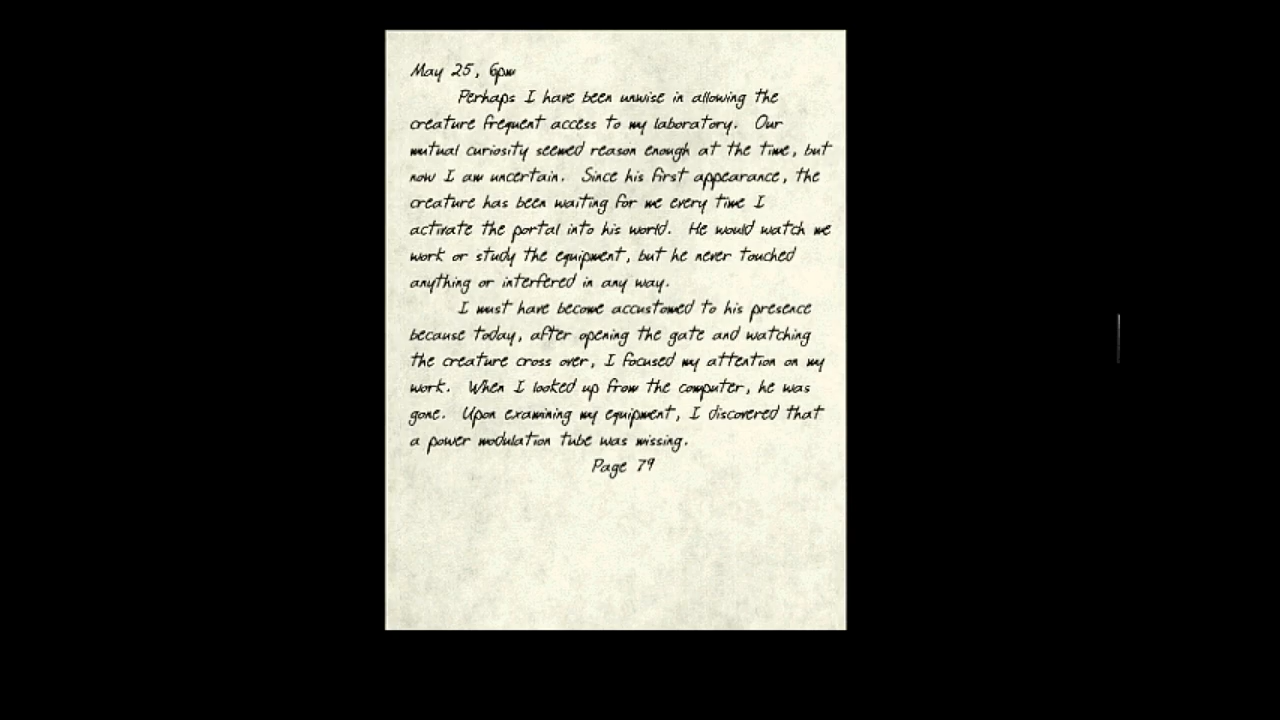 May 25, 6pm
Perhaps I have been unwise in allowing the
creature frequent access to my laboratory. Our
mutual curiosity seemed reason enough at the time, but
now I am uncertain. Since his first appearance, the
creature has been waiting for me every time I
activate the portal into his world. He would watch me
work or study the equipment, but he never touched
anything or interfered in any way.
I must have become accustomed to his presence
because today, after opening the gate and watching
the creature cross over, I focused my attention on my
work. When I looked up from the computer, he was
gone. Upon examining my equipment, I discovered that
a power modulation tube was missing.
Page 79